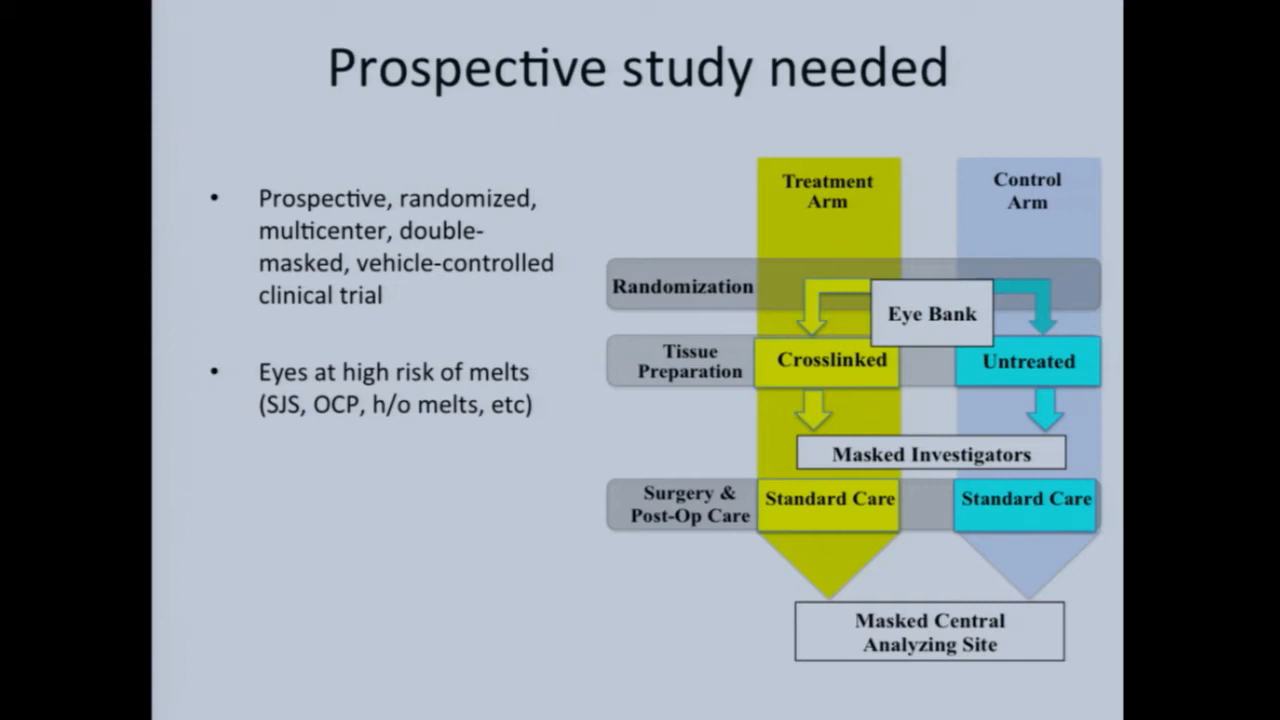 Prospective study needed
• Prospective, randomized,
multicenter, double-
masked, vehicle-controlled
clinical trial
• Eyes at high risk of melts
(SJS, OCP, h/o melts, etc)
Treatment
Arm
Control
Arm
Randomization
Eye Bank
Tissue
Preparation
Crosslinked
Untreated
Masked Investigators
Surgery &
Post-Op Care
Standard Care
Standard Care
Masked Central
Analyzing Site